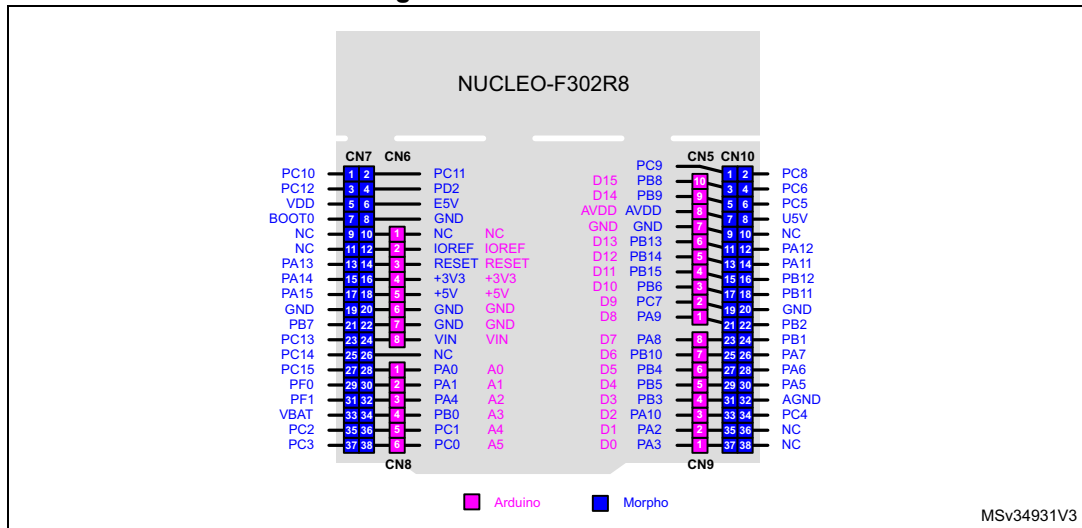 NUCLEO-F302R8
CN7 CN6 CN5 CN10
PC9
PC10 1 2 PC11 D15 PB8 10 1 2 PC8
PC12 3 4 PD2 D14 PB9 9 3 4 PC6
VDD 5 6 E5V AVDD AVDD 8 5 6 PC5
BOOT0 7 8 GND GND GND 7 7 8 U5V
NC 9 10 1 NC NC D13 PB13 6 9 10 NC
NC 11 12 2 IOREF IOREF D12 PB14 5 11 12 PA12
PA13 13 14 3 RESET RESET D11 PB15 4 13 14 PA11
PA14 15 16 4 +3V3 +3V3 D10 PB6 3 15 16 PB12
PA15 17 18 5 +5V +5V D9 PC7 2 17 18 PB11
GND 19 20 6 GND GND D8 PA9 1 19 20 GND
PB7 21 22 7 GND GND 21 22 PB2
PC13 23 24 8 VIN VIN D7 PA8 8 23 24 PB1
PC14 25 26 NC D6 PB10 7 25 26 PA7
PC15 27 28 1 PA0 A0 D5 PB4 6 27 28 PA6
PF0 29 30 2 PA1 A1 D4 PB5 5 29 30 PA5
PF1 31 32 3 PA4 A2 D3 PB3 4 31 32 AGND
VBAT 33 34 4 PB0 A3 D2 PA10 3 33 34 PC4
PC2 35 36 5 PC1 A4 D1 PA2 2 35 36 NC
PC3 37 38 6 PC0 A5 D0 PA3 1 37 38 NC
CN8 CN9
Arduino Morpho
MSv34931V3